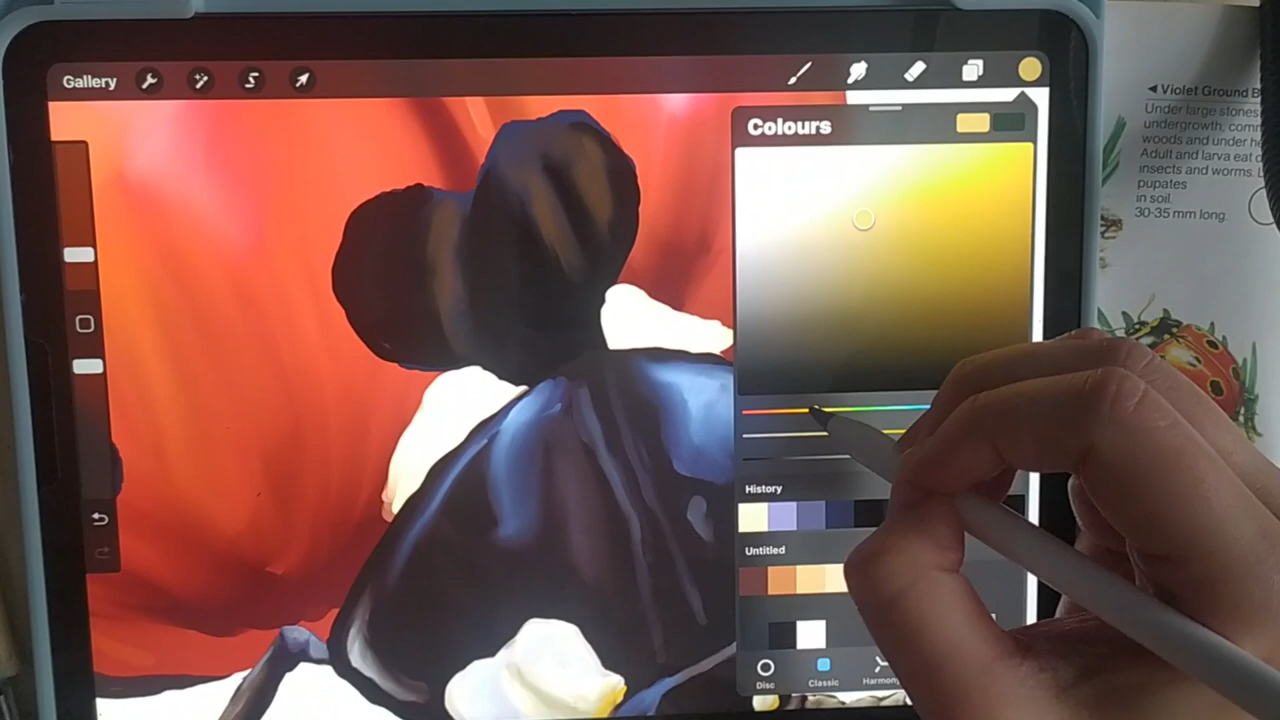 Gallery
Colours
History
Untitled
Disc
Classic
Harmony
◀ Violet Ground B
Under large stones
undergrowth, com
woods and under he
Adult and larva eat
insects and worms.
pupates
in soil.
30-35 mm long.